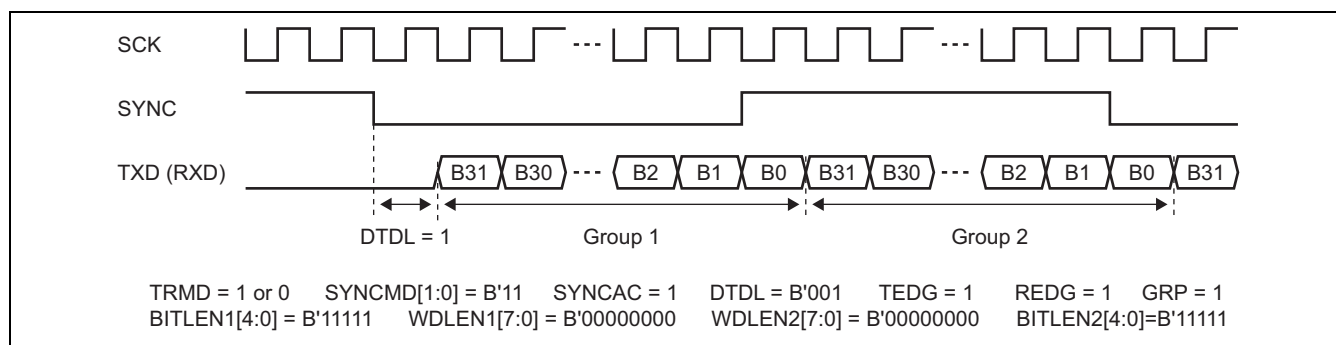 SCK
SYNC
TXD (RXD) B31 B30 B2 B1 B0 B31 B30 B2 B1 B0 B31
DTDL = 1 Group 1 Group 2
TRMD = 1 or 0 SYNCMD[1:0] = B'11 SYNCAC = 1 DTDL = B'001 TEDG = 1 REDG = 1 GRP = 1
BITLEN1[4:0] = B'11111 WDLEN1[7:0] = B'00000000 WDLEN2[7:0] = B'00000000 BITLEN2[4:0]=B'11111